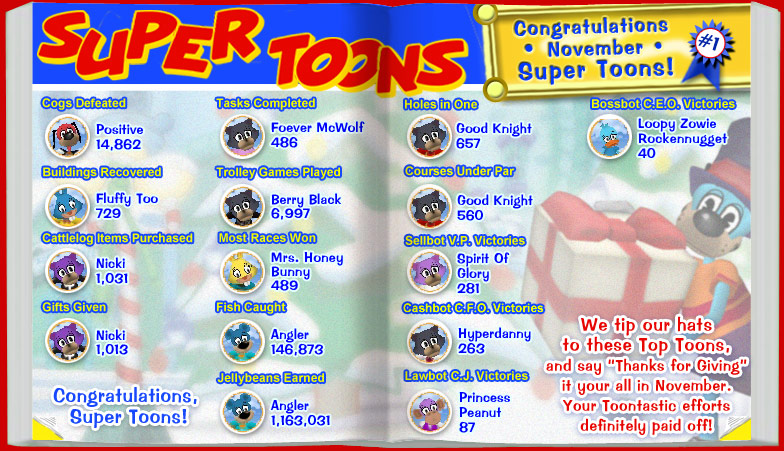 SUPER TOONS
Congratulations
• November •
Super Toons!
#1
Cogs Defeated
Positive
14,862
Buildings Recovered
Fluffy Too
729
Cattlelog Items Purchased
Nicki
1,031
Gifts Given
Nicki
1,013
Congratulations,
Super Toons!
Tasks Completed
Foever McWolf
486
Trolley Games Played
Berry Black
6,997
Most Races Won
Mrs. Honey
Bunny
489
Fish Caught
Angler
146,873
Jellybeans Earned
Angler
1,163,031
Holes in One
Good Knight
657
Courses Under Par
Good Knight
560
Sellbot V.P. Victories
Spirit Of
Glory
281
Cashbot C.F.O. Victories
Hyperdanny
263
Lawbot C.J. Victories
Princess
Peanut
87
Bossbot C.E.O. Victories
Loopy Zowie
Rockennugget
40
We tip our hats
to these Top Toons,
and say "Thanks for Giving"
it your all in November.
Your Toontastic efforts
definitely paid off!